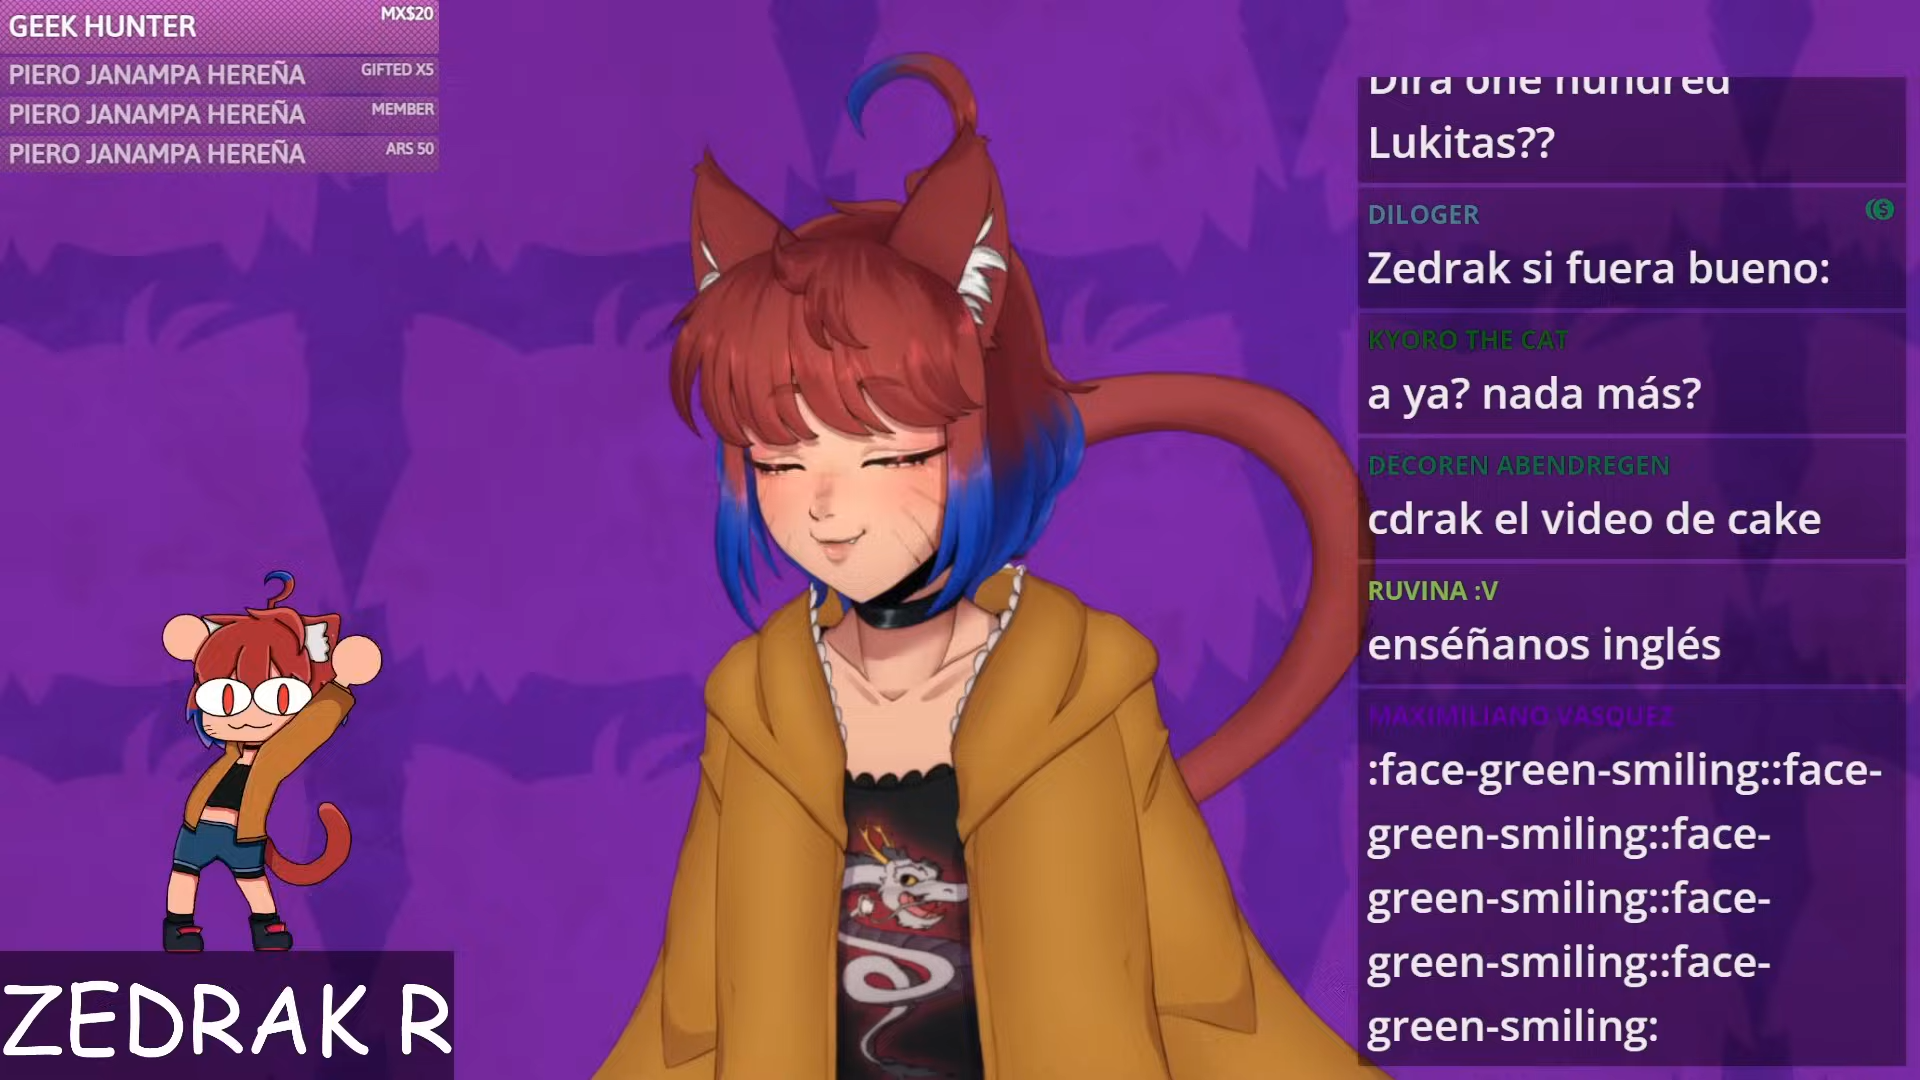 GEEK HUNTER MX$20
PIERO JANAMPA HEREÑA GIFTED X5
PIERO JANAMPA HEREÑA MEMBER
PIERO JANAMPA HEREÑA ARS 50
Dira one hundred
Lukitas??
DILOGER
Zedrak si fuera bueno:
KYORO THE CAT
a ya? nada más?
DECOREN ABENDREGEN
cdrak el video de cake
RUVINA :V
enséñanos inglés
MAXIMILIANO VASQUEZ
:face-green-smiling::face-
green-smiling::face-
green-smiling::face-
green-smiling::face-
green-smiling:
ZEDRAK R